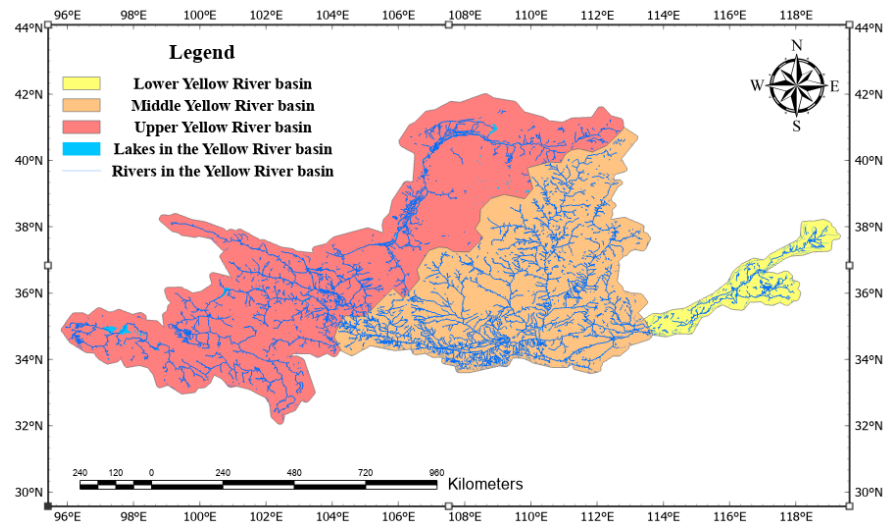 96°E 98°E 100°E 102°E 104°E 106°E 108°E 110°E 112°E 114°E 116°E 118°E
44°N 44°N
Legend
N
W E
S
42°N 42°N
Lower Yellow River basin
Middle Yellow River basin
Upper Yellow River basin
Lakes in the Yellow River basin
Rivers in the Yellow River basin
40°N 40°N
38°N 38°N
36°N 36°N
34°N 34°N
32°N 32°N
240 120 0 240 480 720 960
Kilometers
30°N 30°N
96°E 98°E 100°E 102°E 104°E 106°E 108°E 110°E 112°E 114°E 116°E 118°E